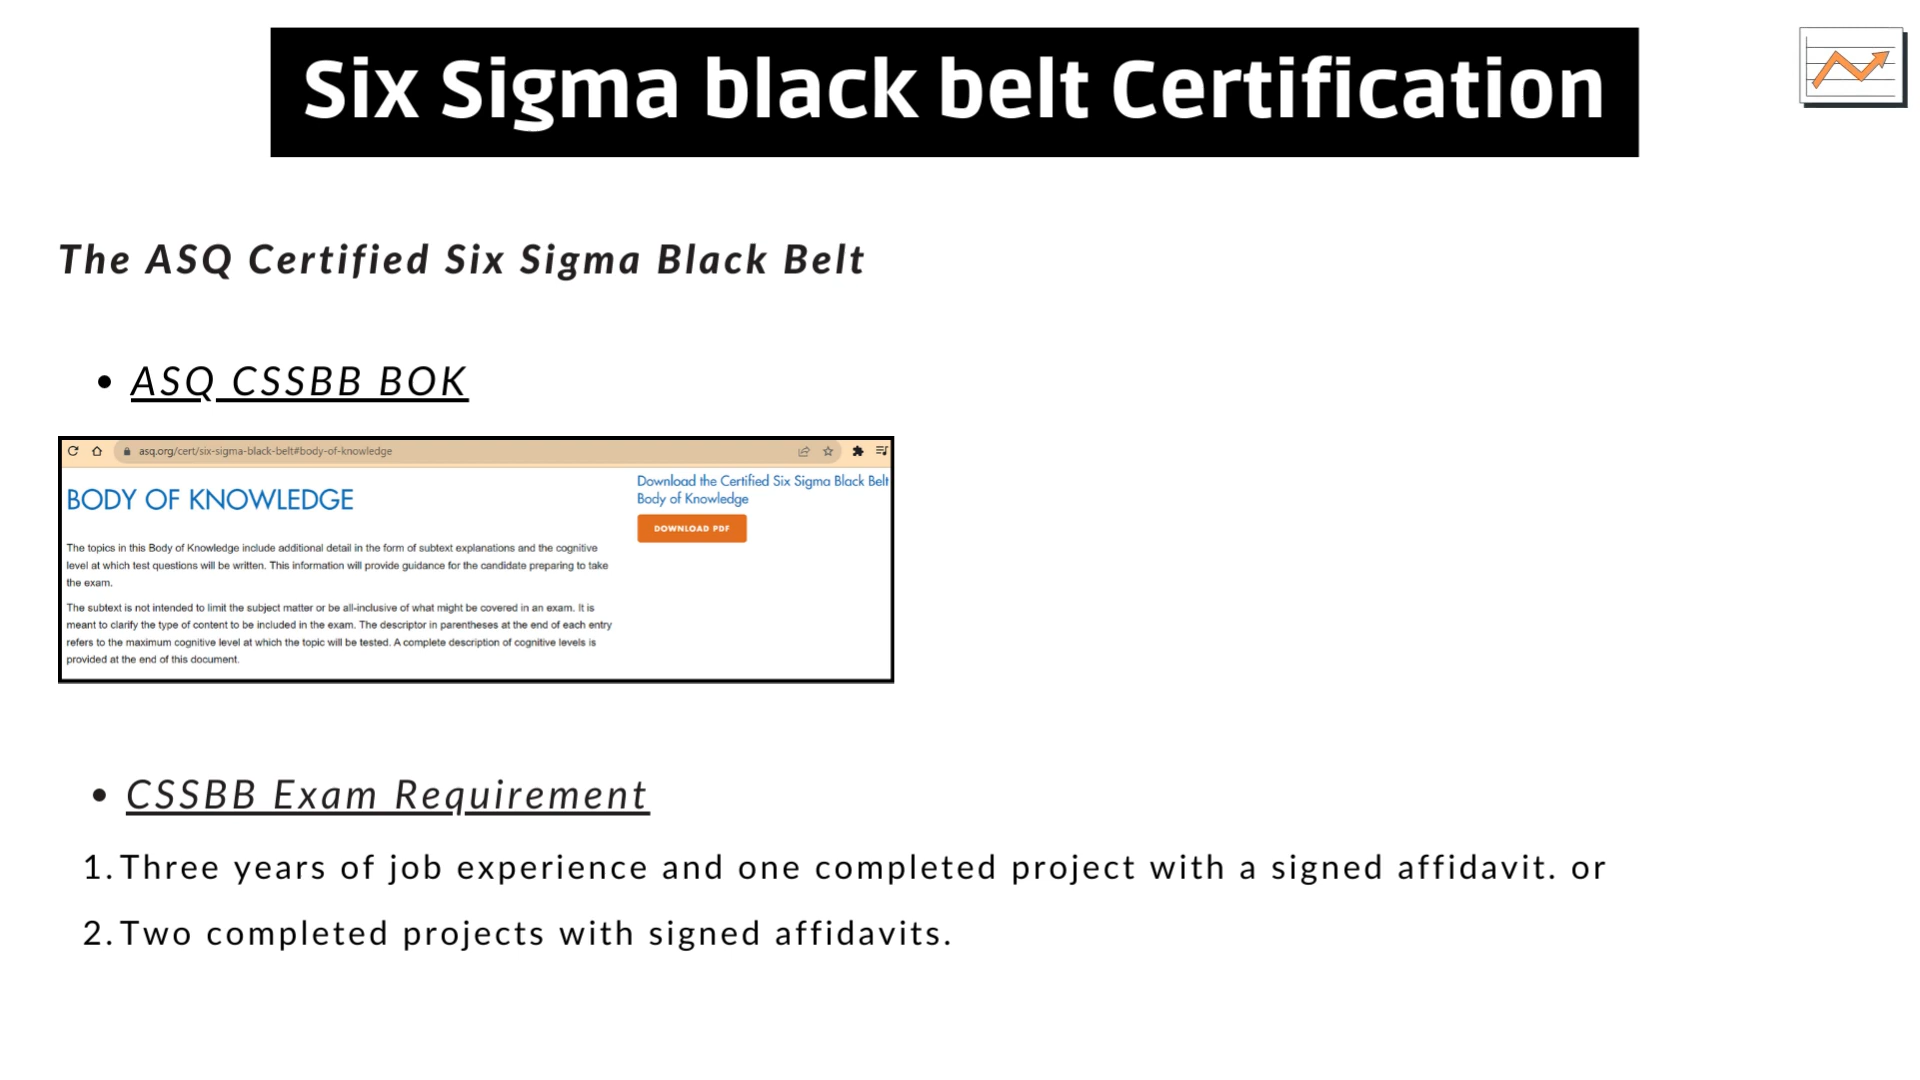 Six Sigma black belt Certification
The ASQ Certified Six Sigma Black Belt
• ASQ CSSBB BOK
asq.org/cert/six-sigma-black-belt#body-of-knowledge
BODY OF KNOWLEDGE
The topics in this Body of Knowledge include additional detail in the form of subtext explanations and the cognitive
level at which test questions will be written. This information will provide guidance for the candidate preparing to take
the exam.
The subtext is not intended to limit the subject matter or be all-inclusive of what might be covered in an exam. It is
meant to clarify the type of content to be included in the exam. The descriptor in parentheses at the end of each entry
refers to the maximum cognitive level at which the topic will be tested. A complete description of cognitive levels is
provided at the end of this document.
Download the Certified Six Sigma Black Belt
Body of Knowledge
DOWNLOAD PDF
• CSSBB Exam Requirement
1. Three years of job experience and one completed project with a signed affidavit. or
2. Two completed projects with signed affidavits.